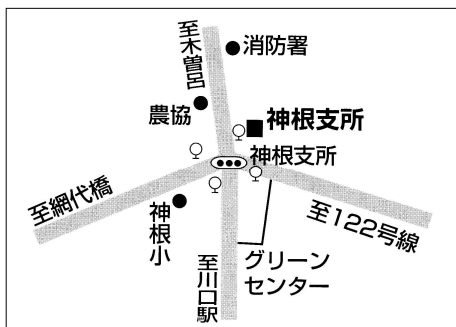 至木曽呂
消防署
農協
神根支所
神根支所
至網代橋
神根小
至川口駅
グリーン
センター
至122号線